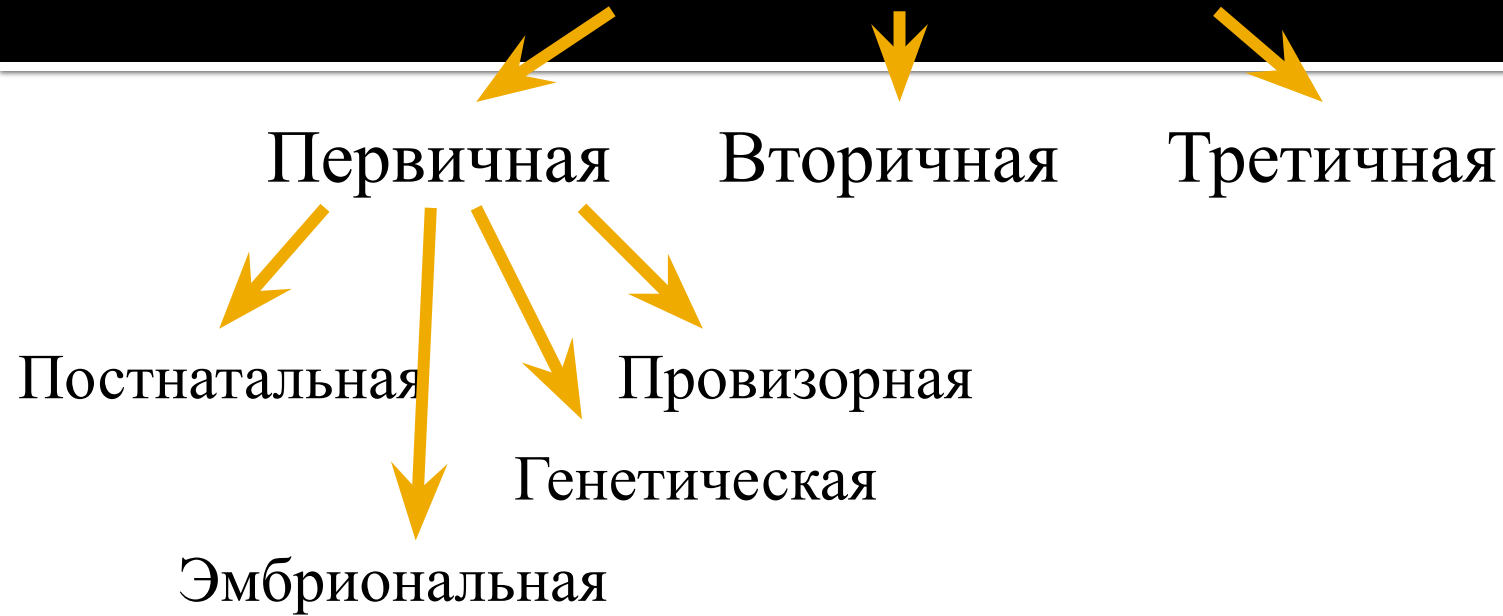 Первичная Вторичная Третичная
Постнатальная Провизорная
Генетическая
Эмбриональная